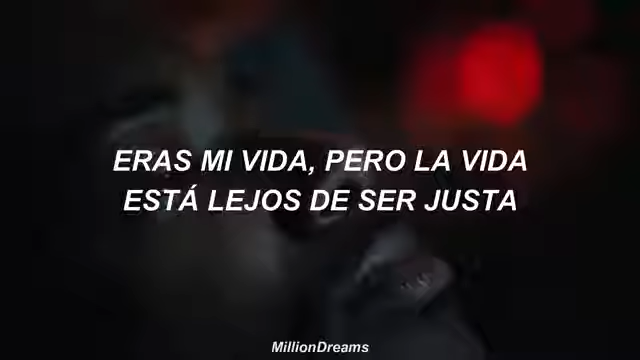 ERAS MI VIDA, PERO LA VIDA
ESTÁ LEJOS DE SER JUSTA
MillionDreams